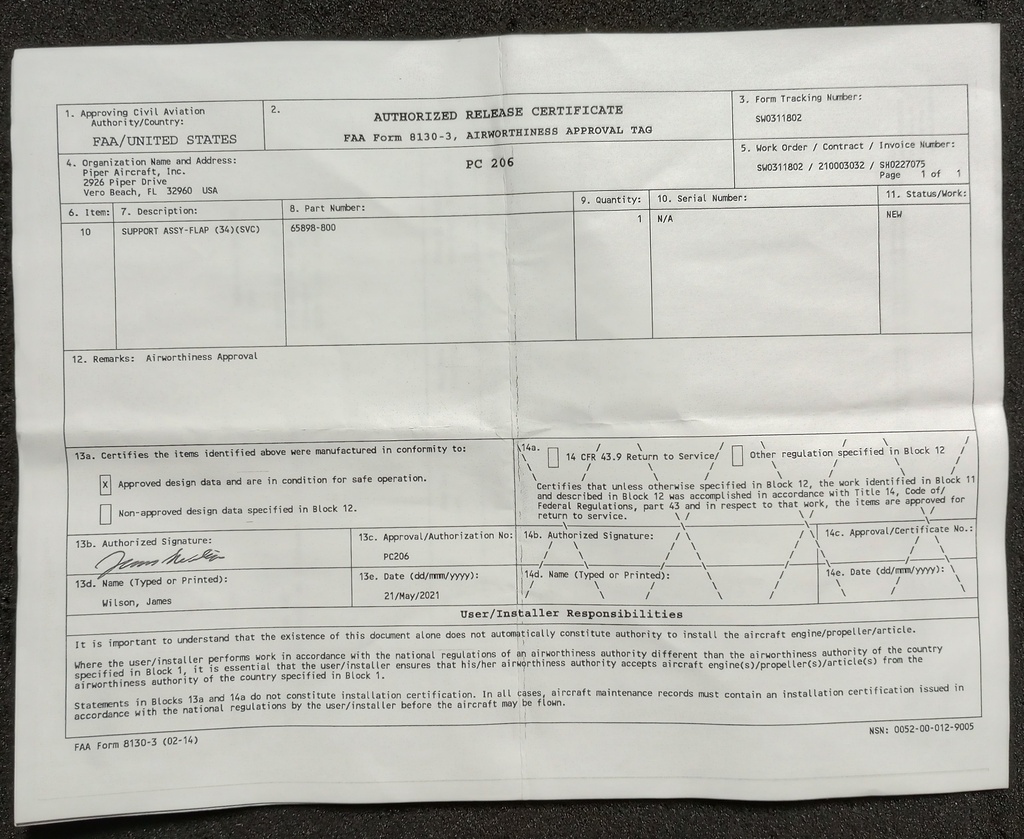 1. Approving Civil Aviation
Authority/Country:
FAA/UNITED STATES
2.
AUTHORIZED RELEASE CERTIFICATE
FAA Form 8130-3, AIRWORTHINESS APPROVAL TAG
PC 206
3. Form Tracking Number:
SW0311802
4. Organization Name and Address:
Piper Aircraft, Inc.
2926 Piper Drive
Vero Beach, FL 32960 USA
5. Work Order / Contract / Invoice Number:
SW0311802 / 210003032 / SH0227075
Page 1 of 1
6. Item: 7. Description: 8. Part Number: 9. Quantity: 10. Serial Number: 11. Status/Work:
10 SUPPORT ASSY-FLAP (34)(SVC) 65898-800 1 N/A NEW
12. Remarks: Airworthiness Approval
13a. Certifies the items identified above were manufactured in conformity to:
X Approved design data and are in condition for safe operation.
Non-approved design data specified in Block 12.
14a. 14 CFR 43.9 Return to Service Other regulation specified in Block 12
Certifies that unless otherwise specified in Block 12, the work identified in Block 11
and described in Block 12 was accomplished in accordance with Title 14, Code of
Federal Regulations, part 43 and in respect to that work, the items are approved for
return to service.
13b. Authorized Signature:
13c. Approval/Authorization No:
PC206
14b. Authorized Signature:
14c. Approval/Certificate No.:
13d. Name (Typed or Printed):
Wilson, James
13e. Date (dd/mmm/yyyy):
21/May/2021
14d. Name (Typed or Printed):
14e. Date (dd/mmm/yyyy):
User/Installer Responsibilities
It is important to understand that the existence of this document alone does not automatically constitute authority to install the aircraft engine/propeller/article.
Where the user/installer performs work in accordance with the national regulations of an airworthiness authority different than the airworthiness authority of the country
specified in Block 1, it is essential that the user/installer ensures that his/her airworthiness authority accepts aircraft engine(s)/propeller(s)/article(s) from the
airworthiness authority of the country specified in Block 1.
Statements in Blocks 13a and 14a do not constitute installation certification. In all cases, aircraft maintenance records must contain an installation certification issued in
accordance with the national regulations by the user/installer before the aircraft may be flown.
FAA Form 8130-3 (02-14)
NSN: 0052-00-012-9005